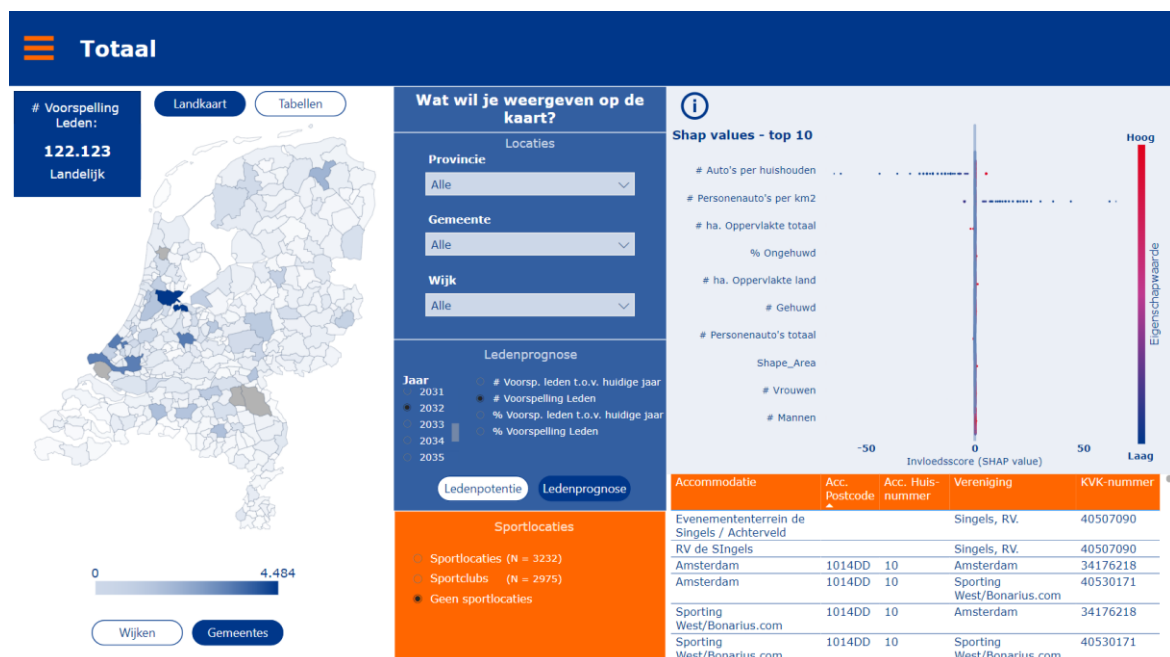 Totaal
# Voorspelling
Leden:
122.123
Landelijk
Landkaart
Tabellen
0
4.484
Wijken
Gemeentes
Wat wil je weergeven op de
kaart?
Locaties
Provincie
Alle
Gemeente
Alle
Wijk
Alle
Ledenprognose
Jaar
2031
2032
2033
2034
2035
# Voorsp. leden t.o.v. huidige jaar
# Voorspelling Leden
% Voorsp. leden t.o.v. huidige jaar
% Voorspelling Leden
Ledenpotentie
Ledenprognose
Sportlocaties
Sportlocaties (N = 3232)
Sportclubs (N = 2975)
Geen sportlocaties
i
Shap values - top 10
Hoog
# Auto's per huishouden
# Personenauto's per km2
# ha. Oppervlakte totaal
% Ongehuwd
# ha. Oppervlakte land
# Gehuwd
# Personenauto's totaal
Shape_Area
# Vrouwen
# Mannen
Eigenschapwaarde
-50 0 50
Laag
Invloedsscore (SHAP value)
Accommodatie Acc. Acc. Huis- Vereniging KVK-nummer
Postcode nummer
Evenemententerrein de Singels, RV. 40507090
Singels / Achterveld
RV de SIngels Singels, RV. 40507090
Amsterdam 1014DD 10 Amsterdam 34176218
Amsterdam 1014DD 10 Sporting 40530171
West/Bonarius.com
Sporting 1014DD 10 Amsterdam 34176218
West/Bonarius.com
Sporting 1014DD 10 Sporting 40530171
West/Bonarius.com West/Bonarius.com